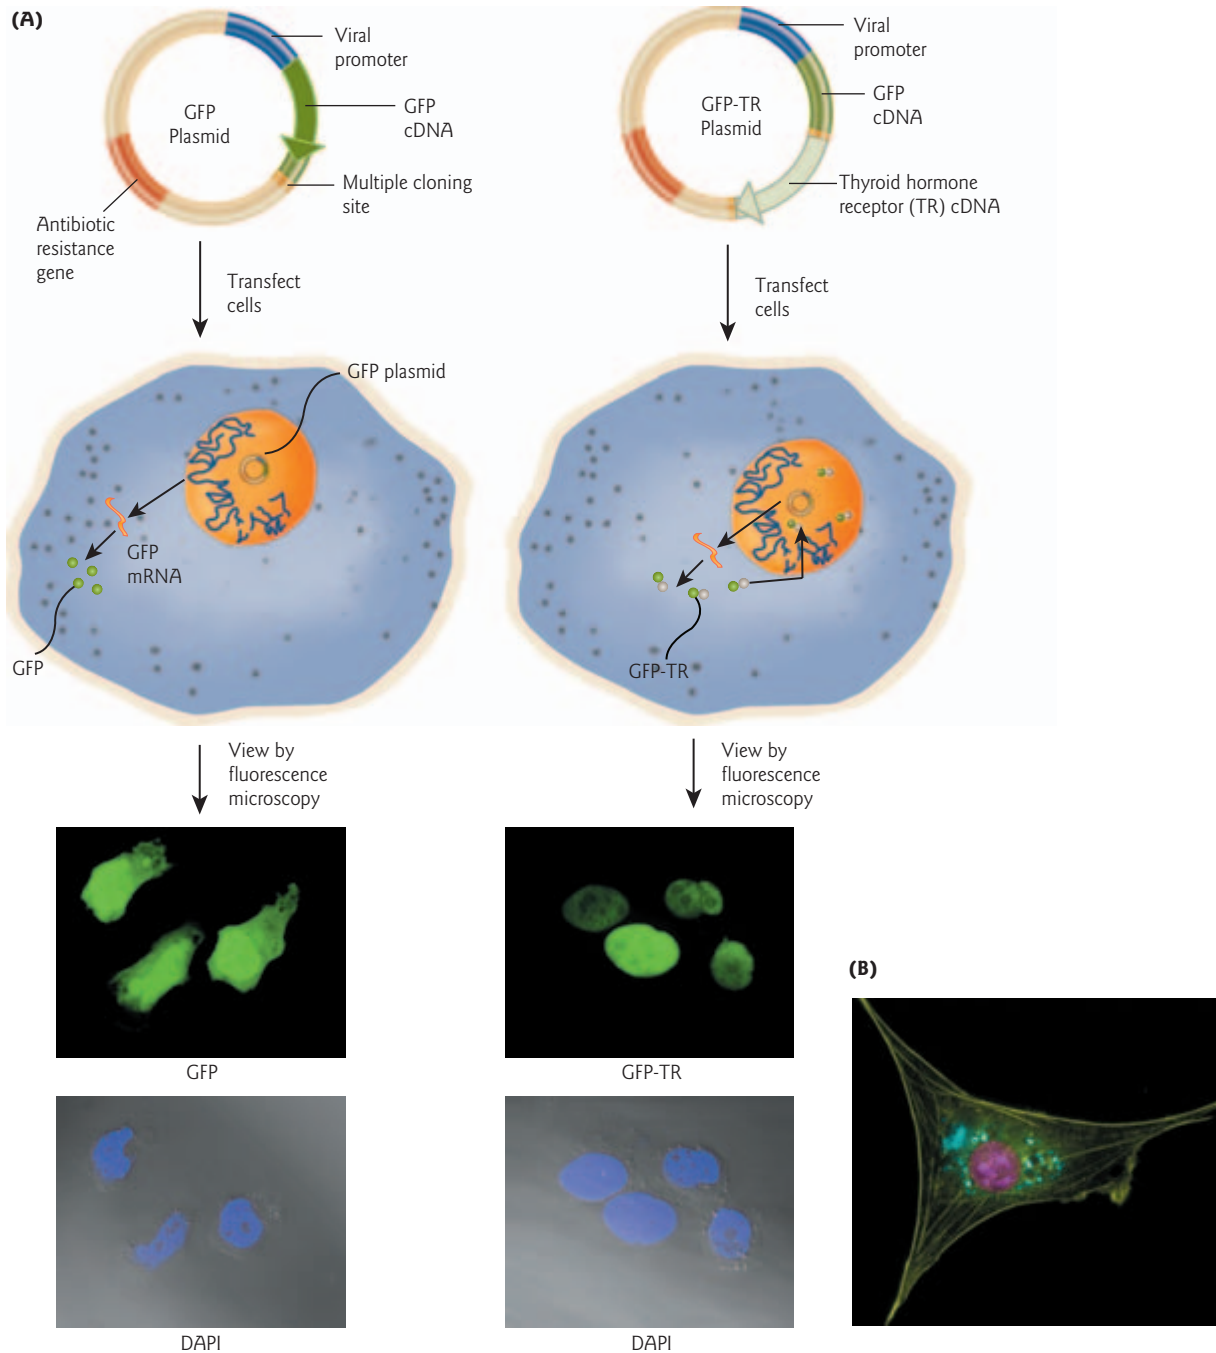 (A)
Viral
promoter
GFP
Plasmid
GFP
cDNA
Multiple cloning
site
Antibiotic
resistance
gene
Transfect
cells
Viral
promoter
GFP-TR
Plasmid
GFP
cDNA
Thyroid hormone
receptor (TR) cDNA
Transfect
cells
GFP plasmid
GFP
mRNA
GFP
GFP-TR
View by
fluorescence
microscopy
View by
fluorescence
microscopy
GFP
GFP-TR
DAPI
DAPI
(B)